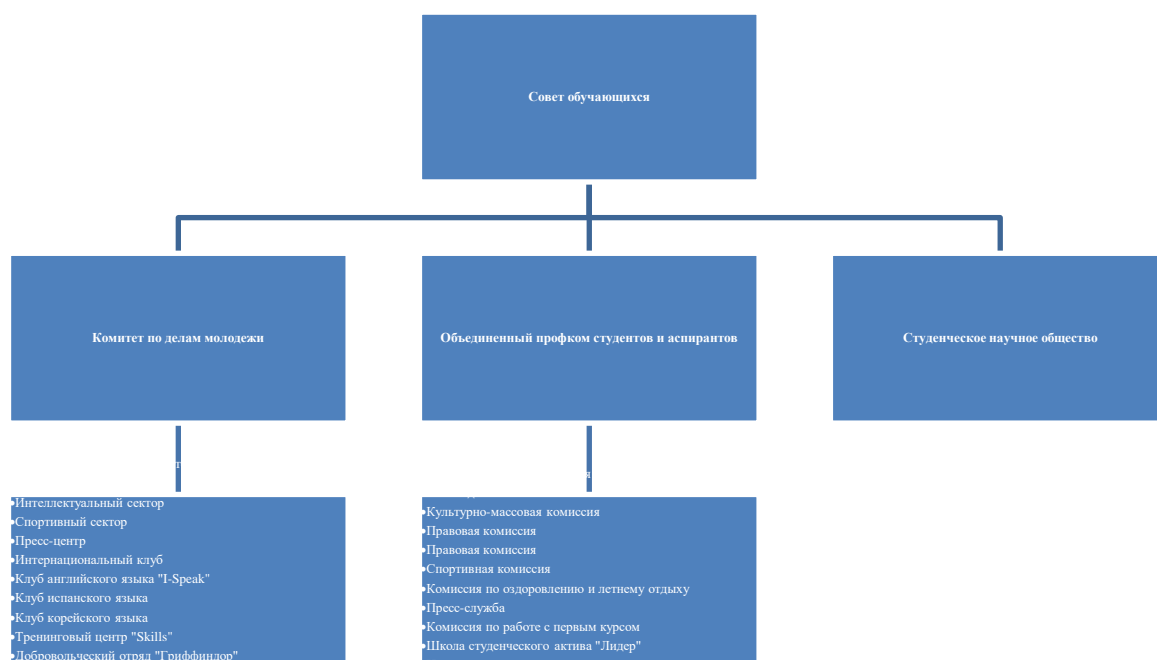 Совет обучающихся
Комитет по делам молодежи
Объединенный профком студентов и аспирантов
Студенческое научное общество
•Интеллектуальный сектор
•Спортивный сектор
•Пресс-центр
•Интернациональный клуб
•Клуб английского языка "I-Speak"
•Клуб испанского языка
•Клуб корейского языка
•Тренинговый центр "Skills"
•Добровольческий отряд "Гриффиндор"
•Культурно-массовая комиссия
•Правовая комиссия
•Правовая комиссия
•Спортивная комиссия
•Комиссия по оздоровлению и летнему отдыху
•Пресс-служба
•Комиссия по работе с первым курсом
•Школа студенческого актива "Лидер"